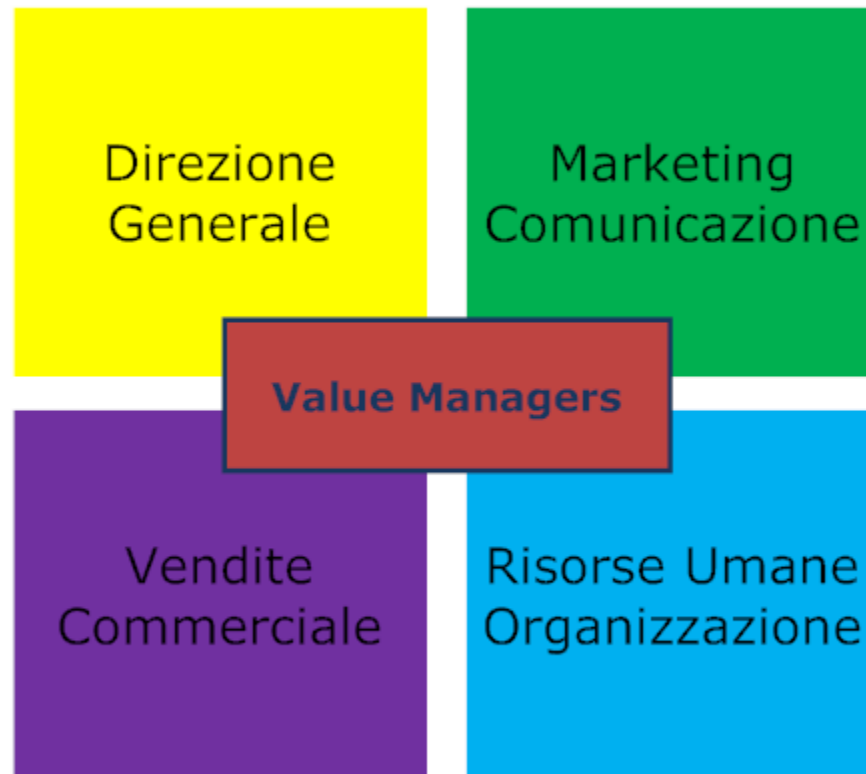 Direzione
Generale
Marketing
Comunicazione
Value Managers
Vendite
Commerciale
Risorse Umane
Organizzazione